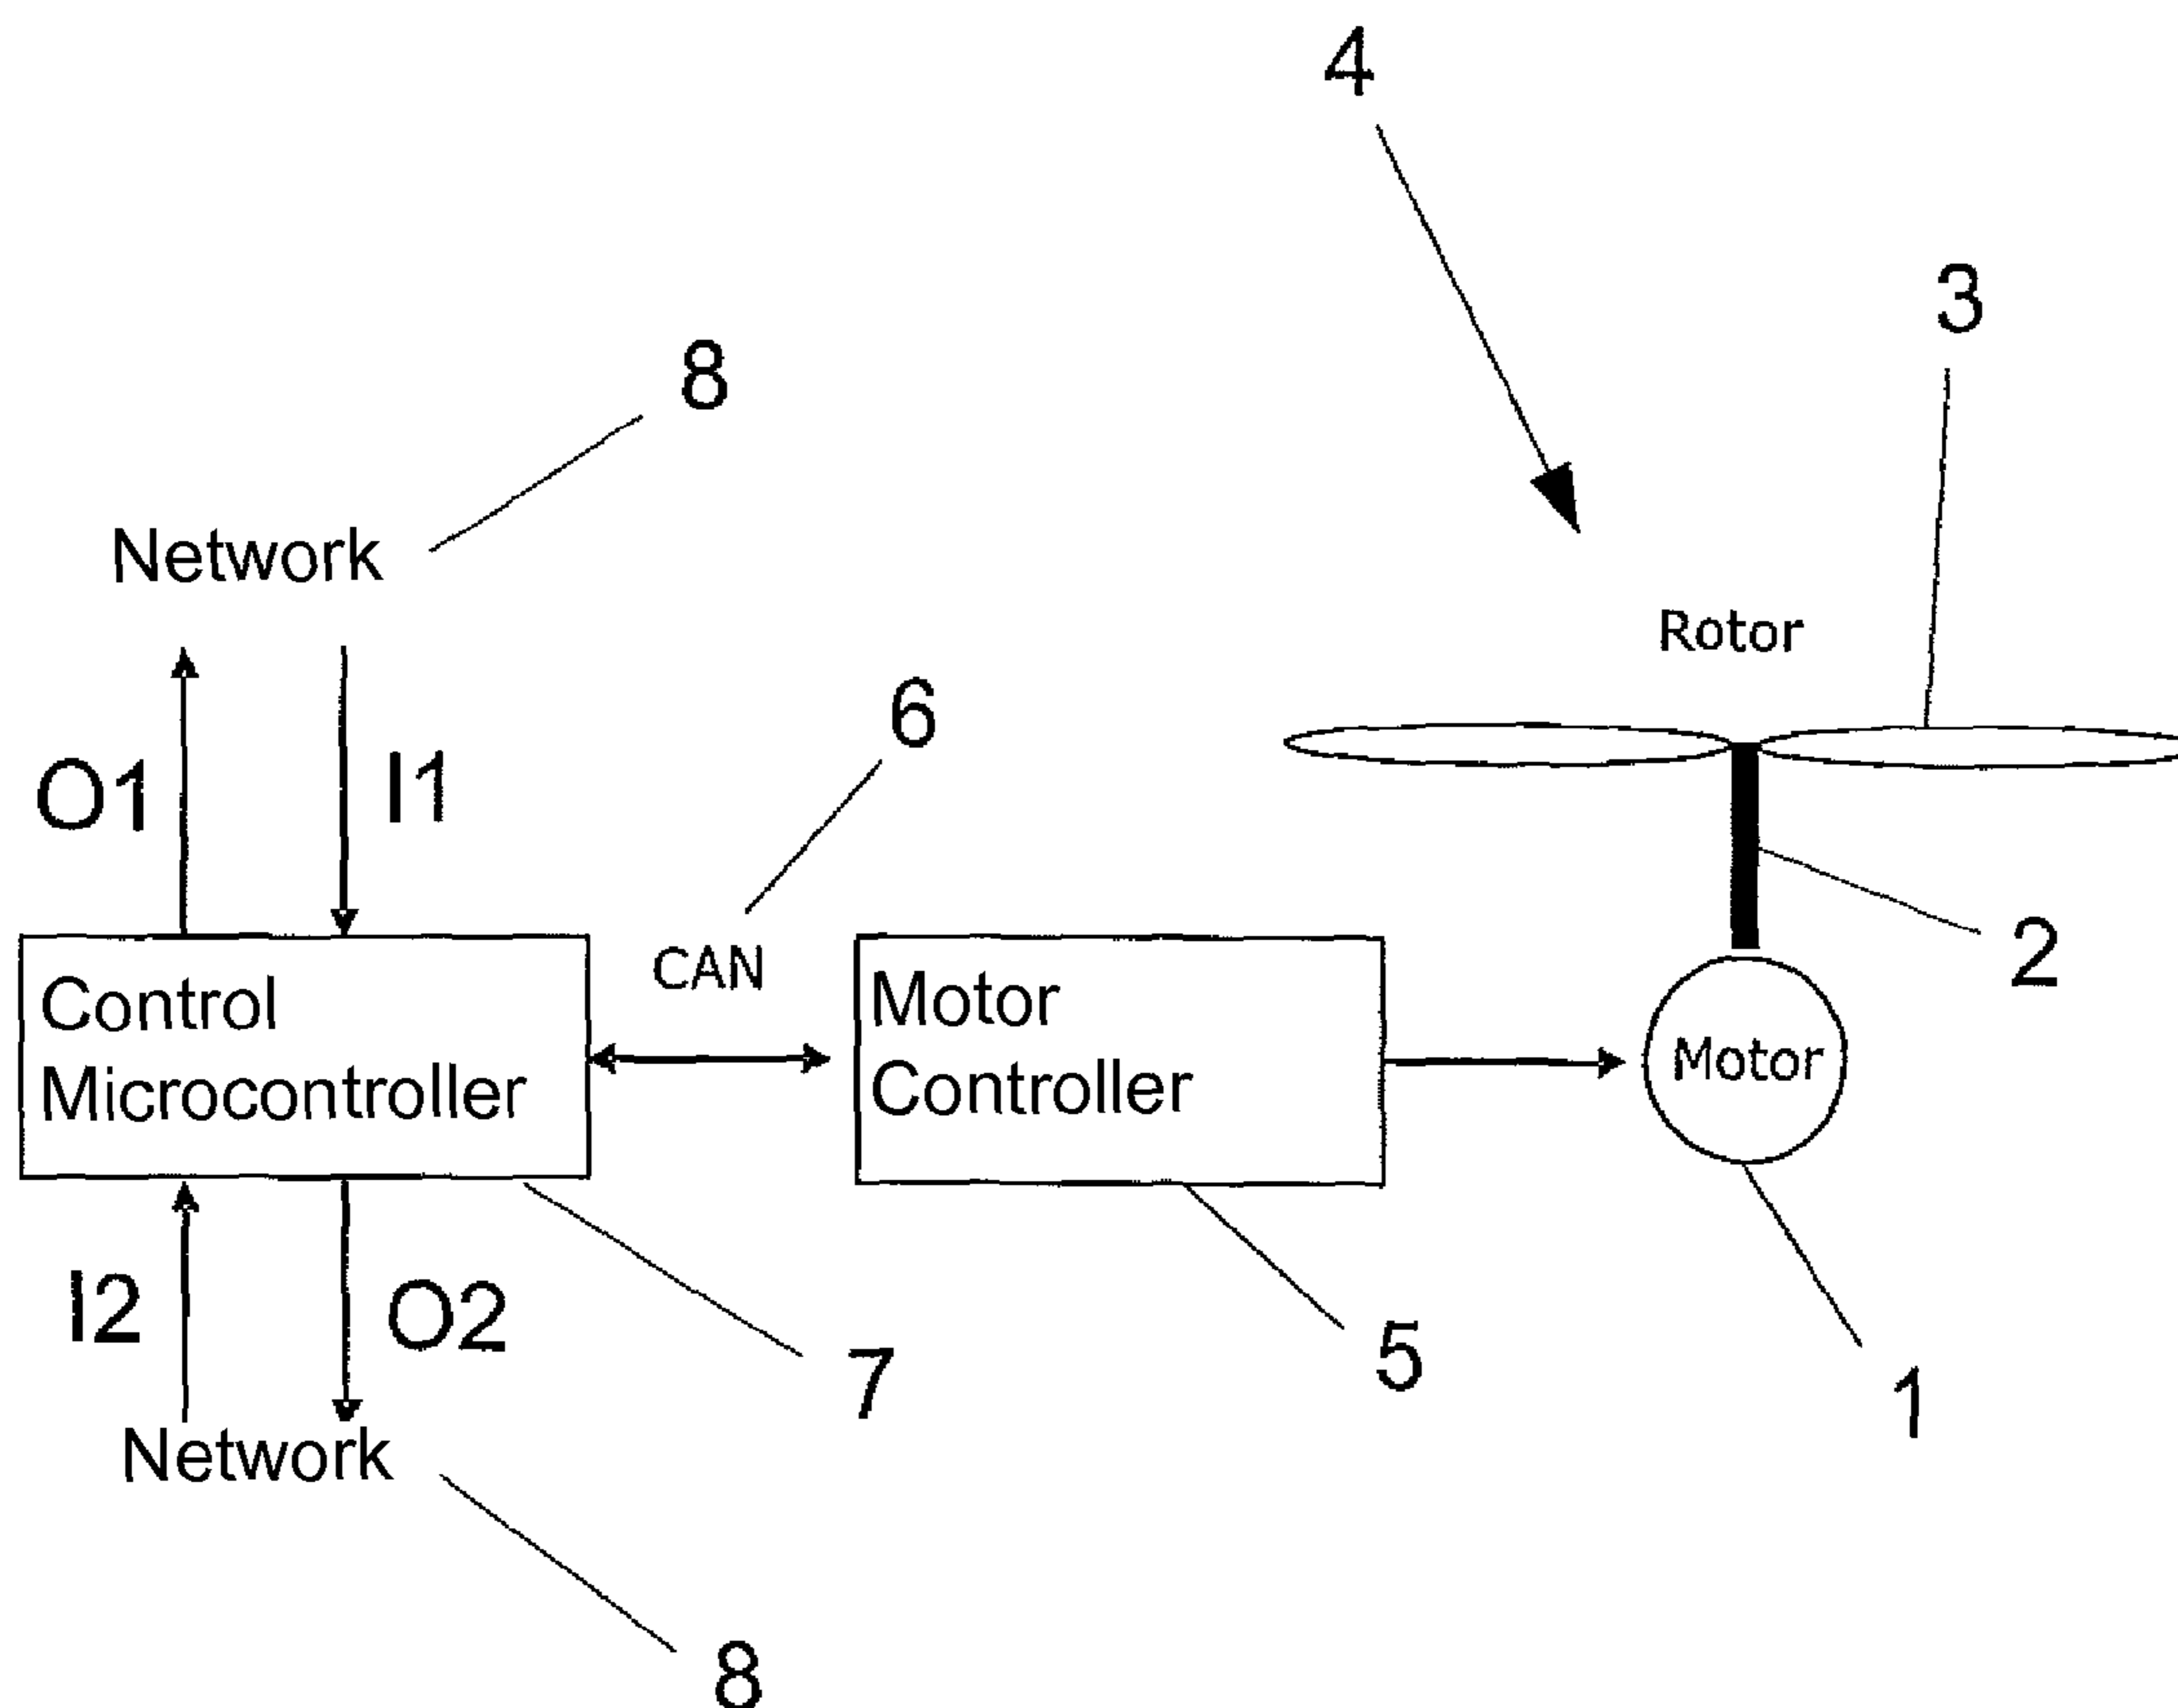 4
3
8
Network
Rotor
6
O1
I1
CAN
2
Control
Microcontroller
Motor
Controller
Motor
I2
O2
7
5
1
Network
8